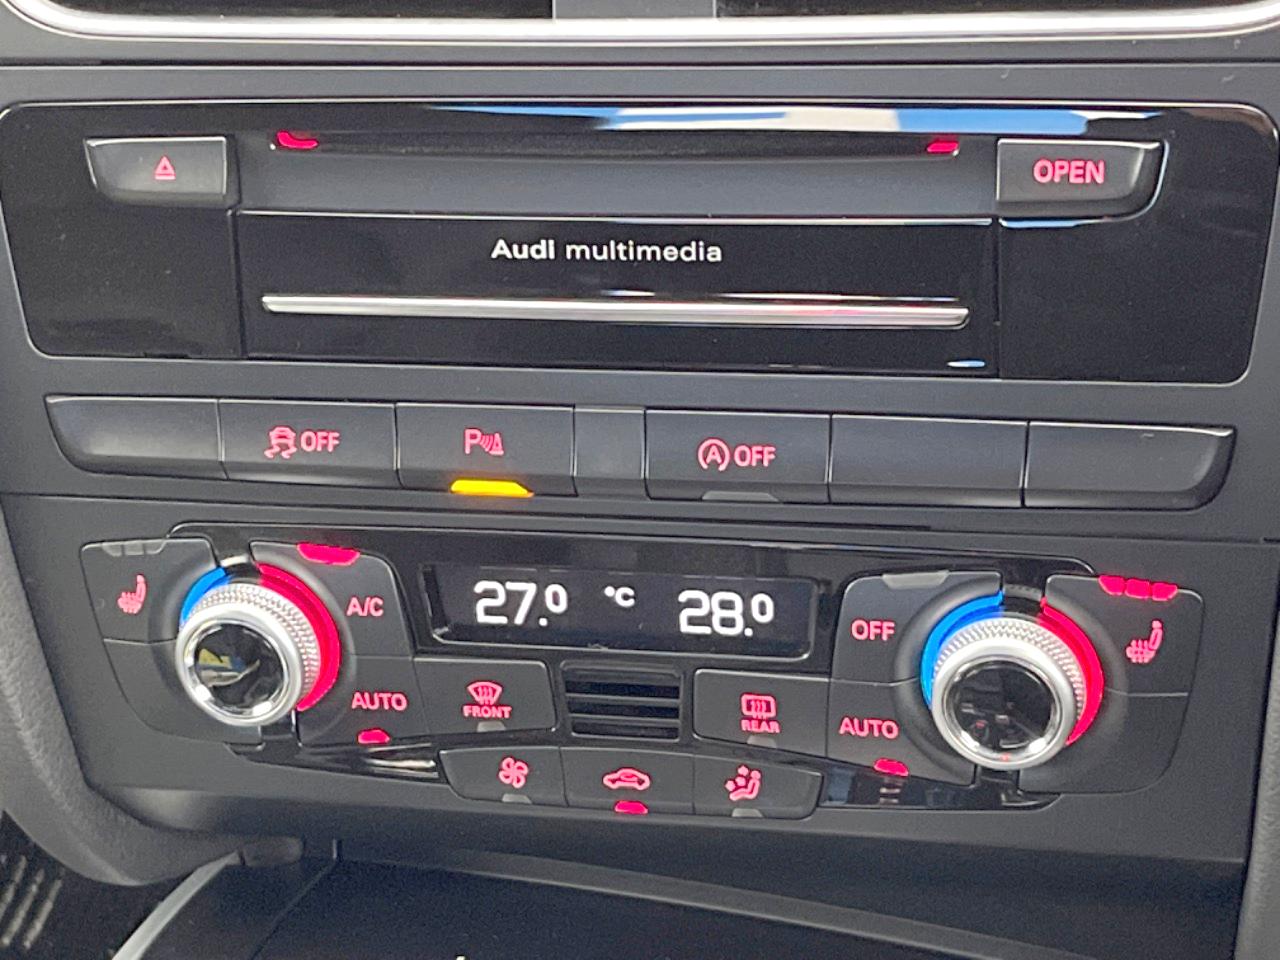 OPEN
Audi multimedia
OFF
P
A OFF
27.0 °C 28.0
A/C
OFF
AUTO
FRONT
REAR
AUTO